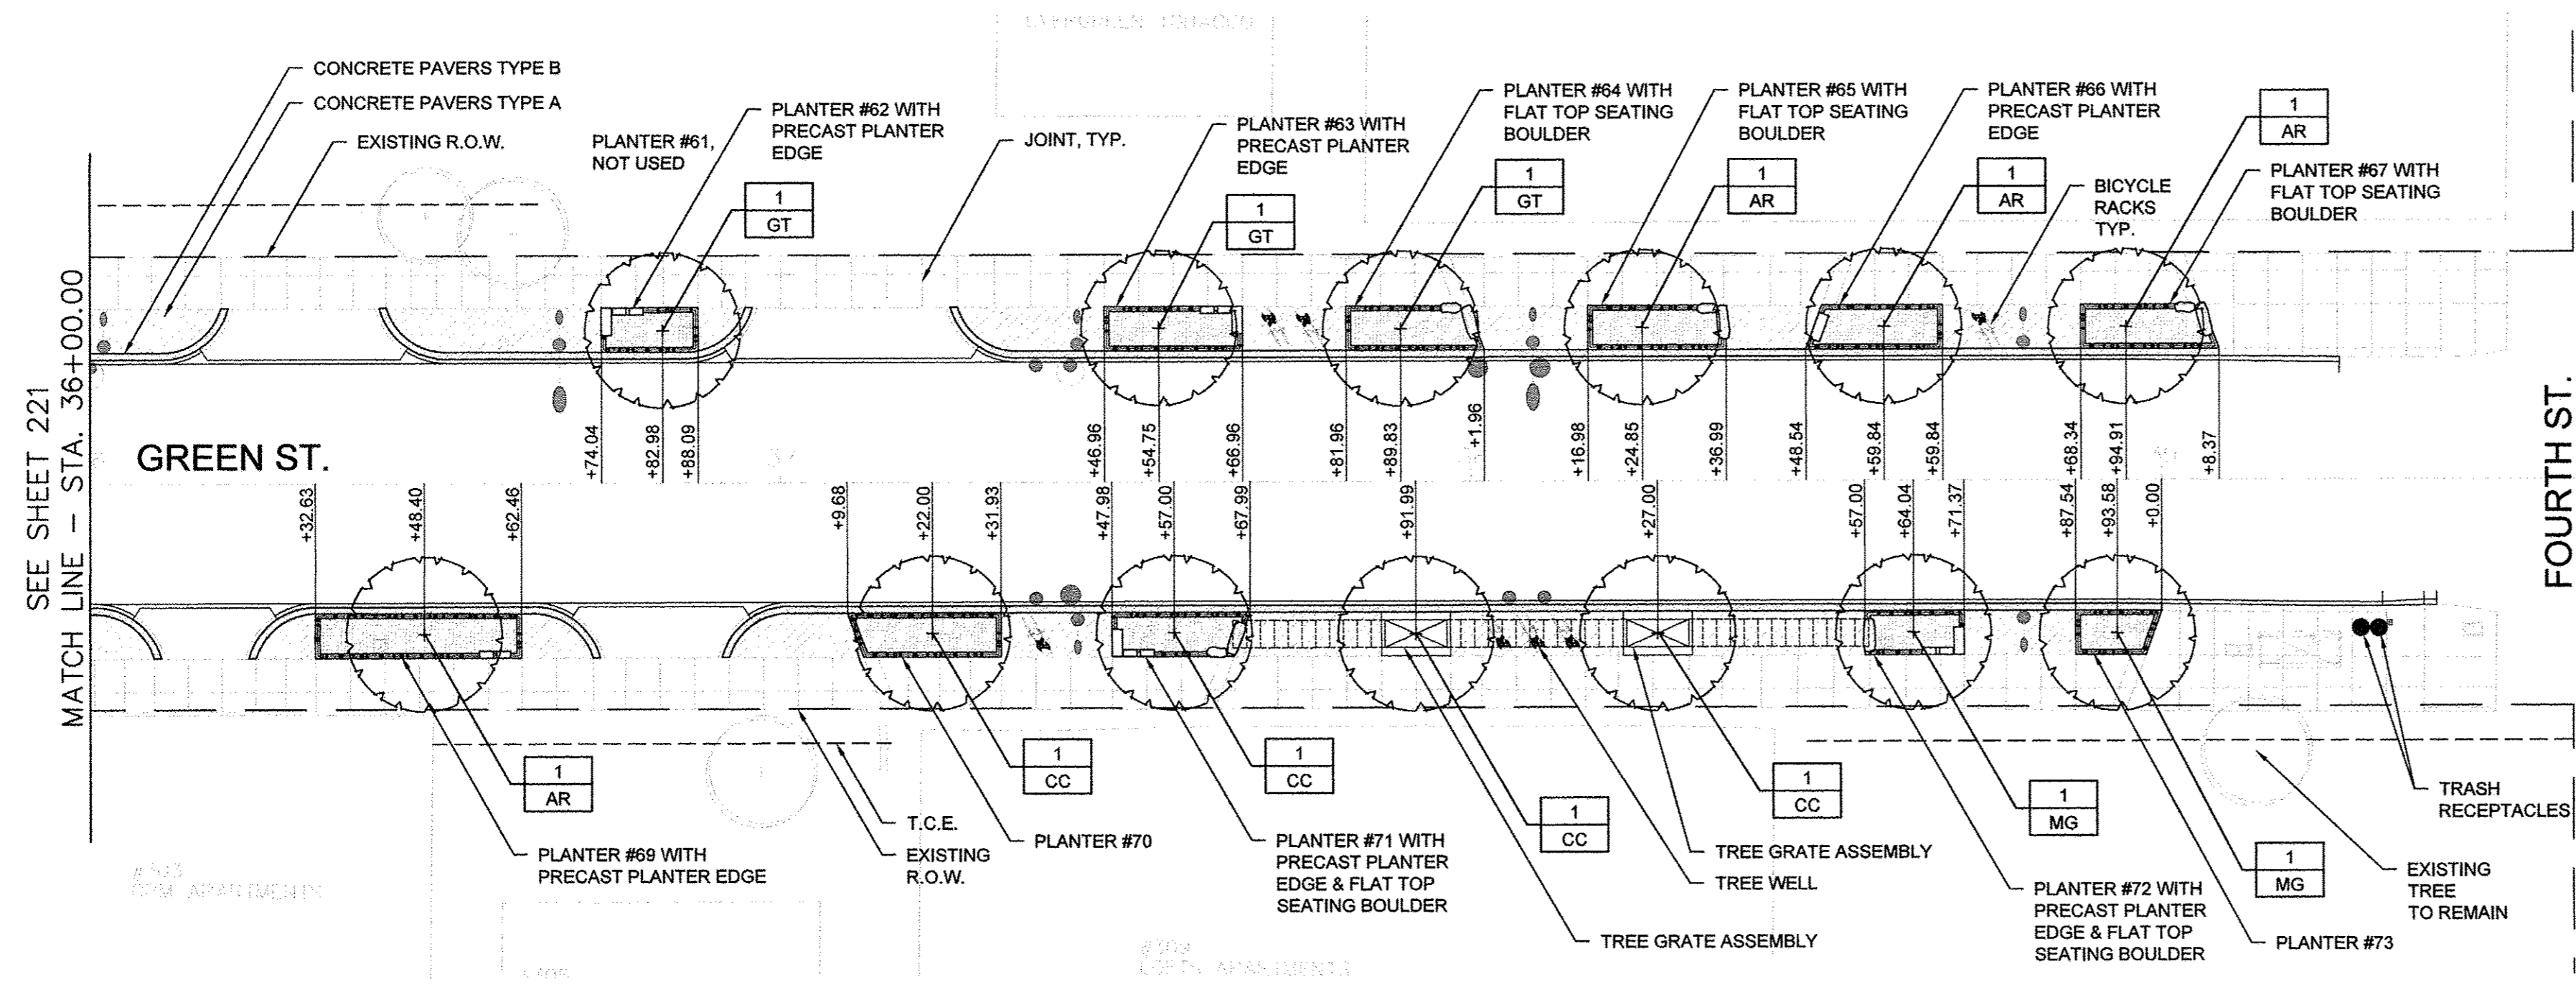 EVERGREEN TOBACCO
CONCRETE PAVERS TYPE B
CONCRETE PAVERS TYPE A
EXISTING R.O.W.
PLANTER #61,
NOT USED
PLANTER #62 WITH
PRECAST PLANTER
EDGE
1
GT
JOINT, TYP.
PLANTER #63 WITH
PRECAST PLANTER
EDGE
1
GT
PLANTER #64 WITH
FLAT TOP SEATING
BOULDER
1
GT
PLANTER #65 WITH
FLAT TOP SEATING
BOULDER
1
AR
PLANTER #66 WITH
PRECAST PLANTER
EDGE
1
AR
BICYCLE
RACKS
TYP.
1
AR
PLANTER #67 WITH
FLAT TOP SEATING
BOULDER
SEE SHEET 221
MATCH LINE - STA. 36+00.00
GREEN ST.
FOURTH ST.
+74.04
+82.98
+88.09
+46.96
+54.75
+66.96
+81.96
+89.83
+1.96
+16.98
+24.85
+36.99
+48.54
+59.84
+59.84
+68.34
+94.91
+8.37
+32.63
+48.40
+62.46
+9.68
+22.00
+31.93
+47.98
+57.00
+67.99
+91.99
+27.00
+57.00
+64.04
+71.37
+87.54
+93.58
+0.00
1
AR
PLANTER #69 WITH
PRECAST PLANTER EDGE
T.C.E.
EXISTING
R.O.W.
1
CC
PLANTER #70
1
CC
PLANTER #71 WITH
PRECAST PLANTER
EDGE & FLAT TOP
SEATING BOULDER
1
CC
TREE GRATE ASSEMBLY
1
CC
TREE GRATE ASSEMBLY
TREE WELL
1
MG
PLANTER #72 WITH
PRECAST PLANTER
EDGE & FLAT TOP
SEATING BOULDER
1
MG
PLANTER #73
TRASH
RECEPTACLES
EXISTING
TREE
TO REMAIN
APARTMENTS
#309
LOFTS APARTMENTS